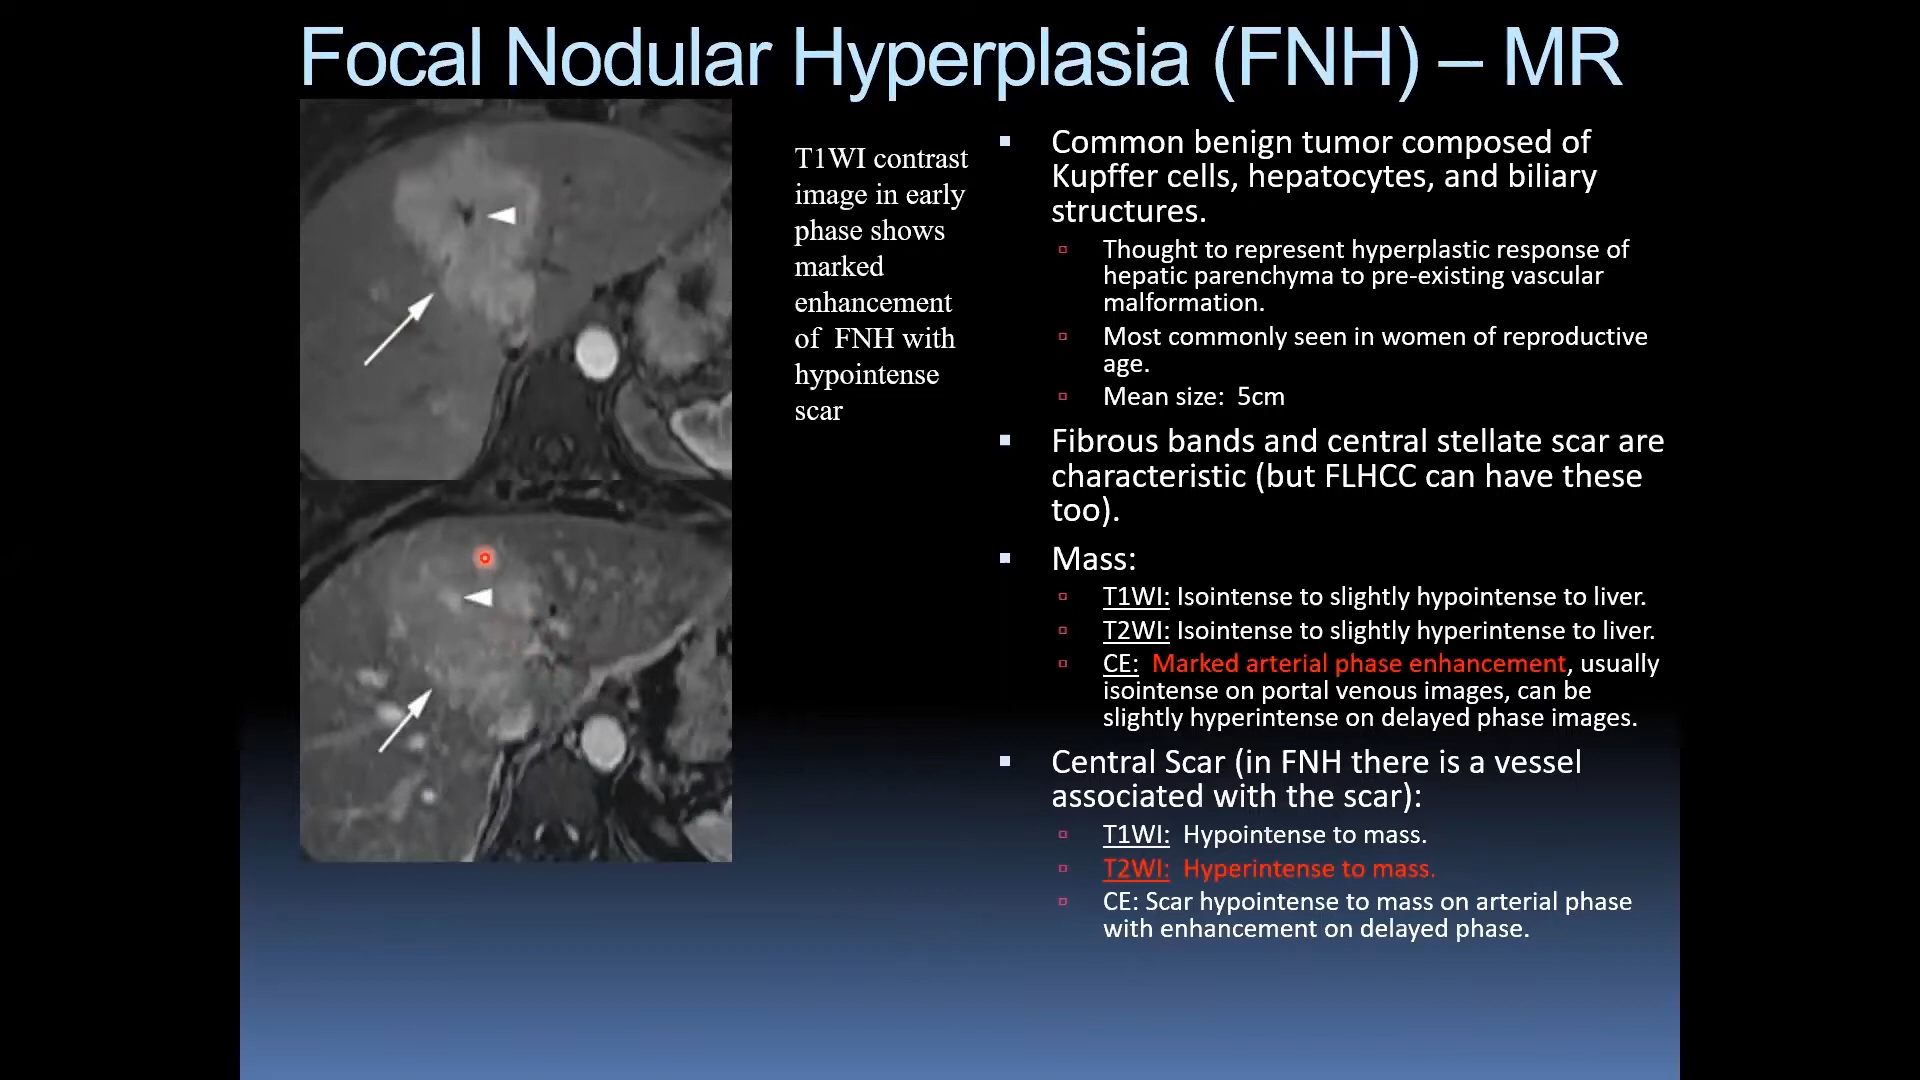 Focal Nodular Hyperplasia (FNH) – MR
T1WI contrast
image in early
phase shows
marked
enhancement
of  FNH with
hypointense
scar
Common benign tumor composed of
Kupffer cells, hepatocytes, and biliary
structures.
Thought to represent hyperplastic response of
hepatic parenchyma to pre-existing vascular
malformation.
Most commonly seen in women of reproductive
age.
Mean size:  5cm
Fibrous bands and central stellate scar are
characteristic (but FLHCC can have these
too).
Mass:
T1WI: Isointense to slightly hypointense to liver.
T2WI: Isointense to slightly hyperintense to liver.
CE:  Marked arterial phase enhancement, usually
isointense on portal venous images, can be
slightly hyperintense on delayed phase images.
Central Scar (in FNH there is a vessel
associated with the scar):
T1WI:  Hypointense to mass.
T2WI:  Hyperintense to mass.
CE: Scar hypointense to mass on arterial phase
with enhancement on delayed phase.